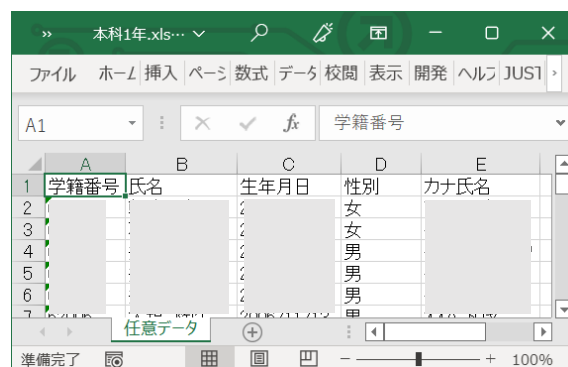 » 本科1年.xls…
ファイル ホーム 挿入 ページ 数式 データ 校閲 表示 開発 ヘルプ JUST
A1 fx 学籍番号
A B C D E
1 学籍番号 氏名 生年月日 性別 カナ氏名
2 女
3 女
4 男
5 男
6 男
7 男
任意データ
準備完了 100%